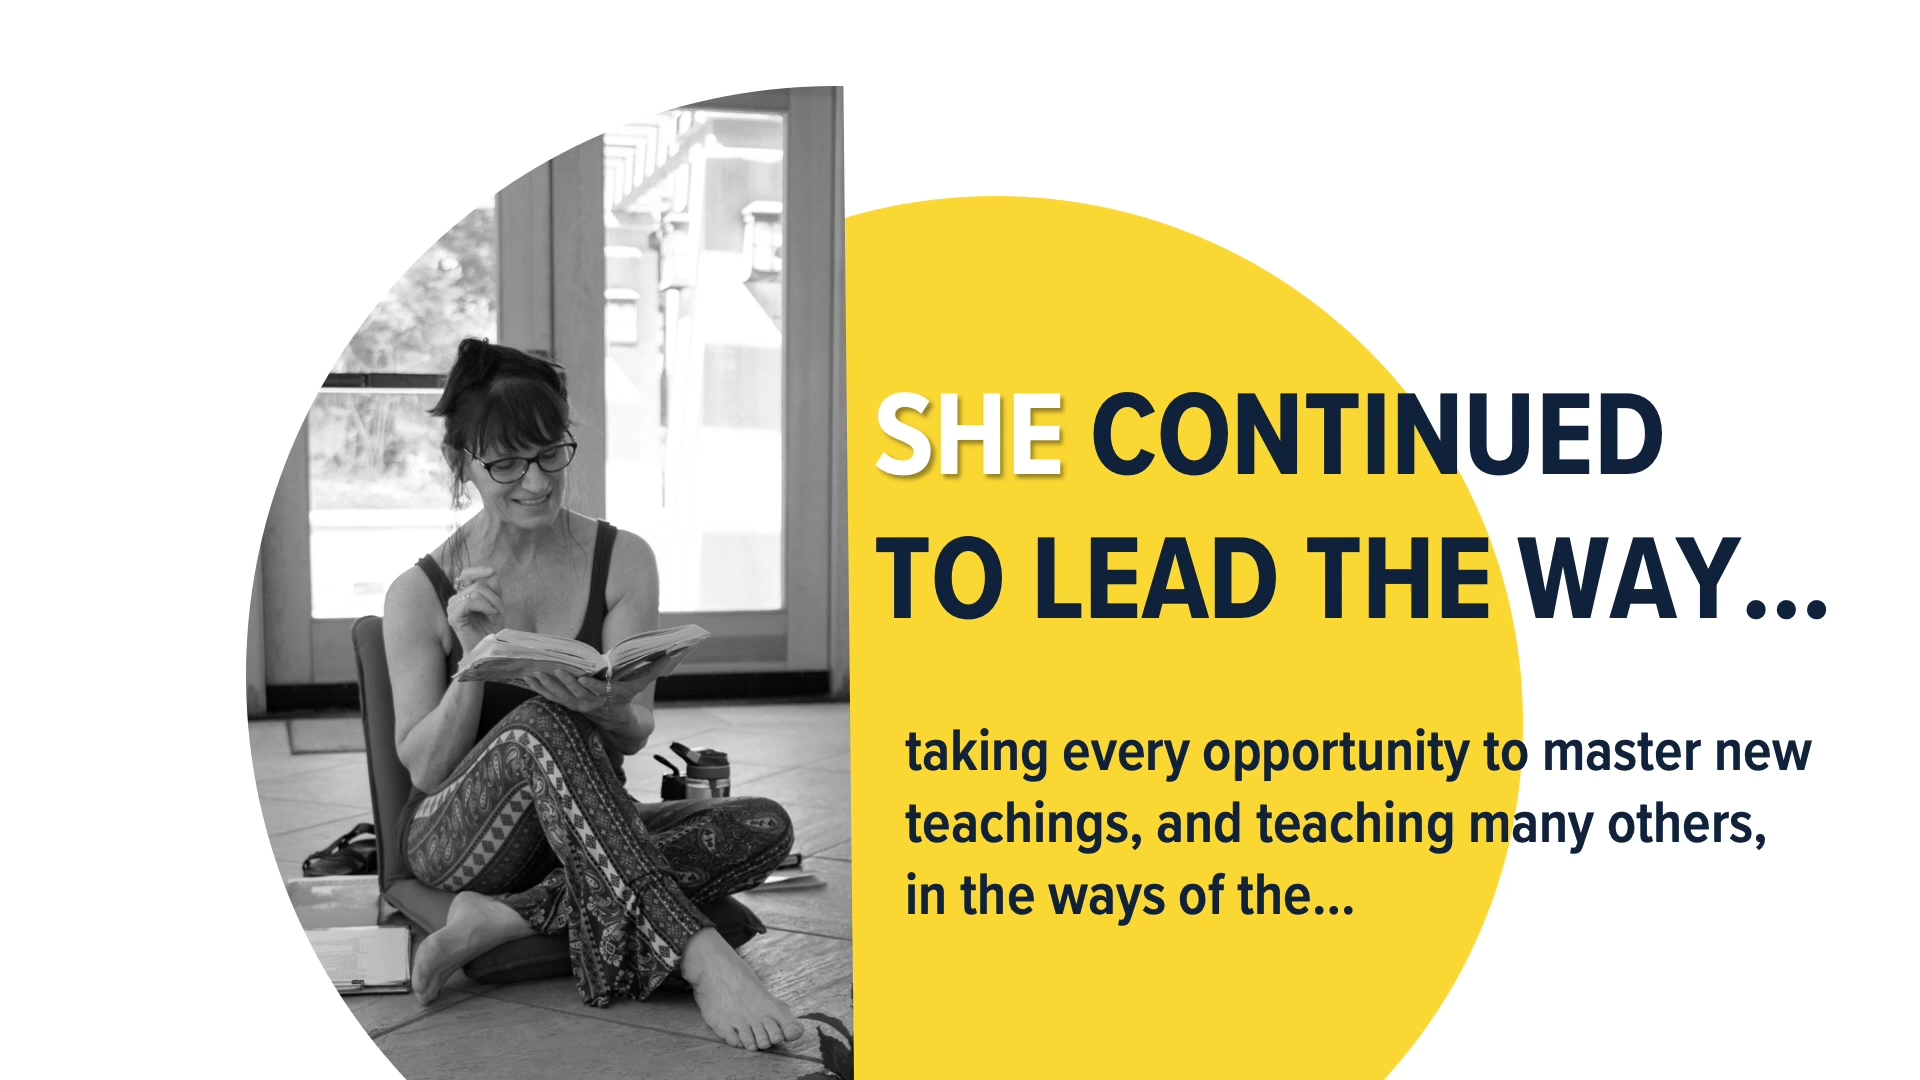 SHE CONTINUED
TO LEAD THE WAY...
taking every opportunity to master new
teachings, and teaching many others,
in the ways of the...